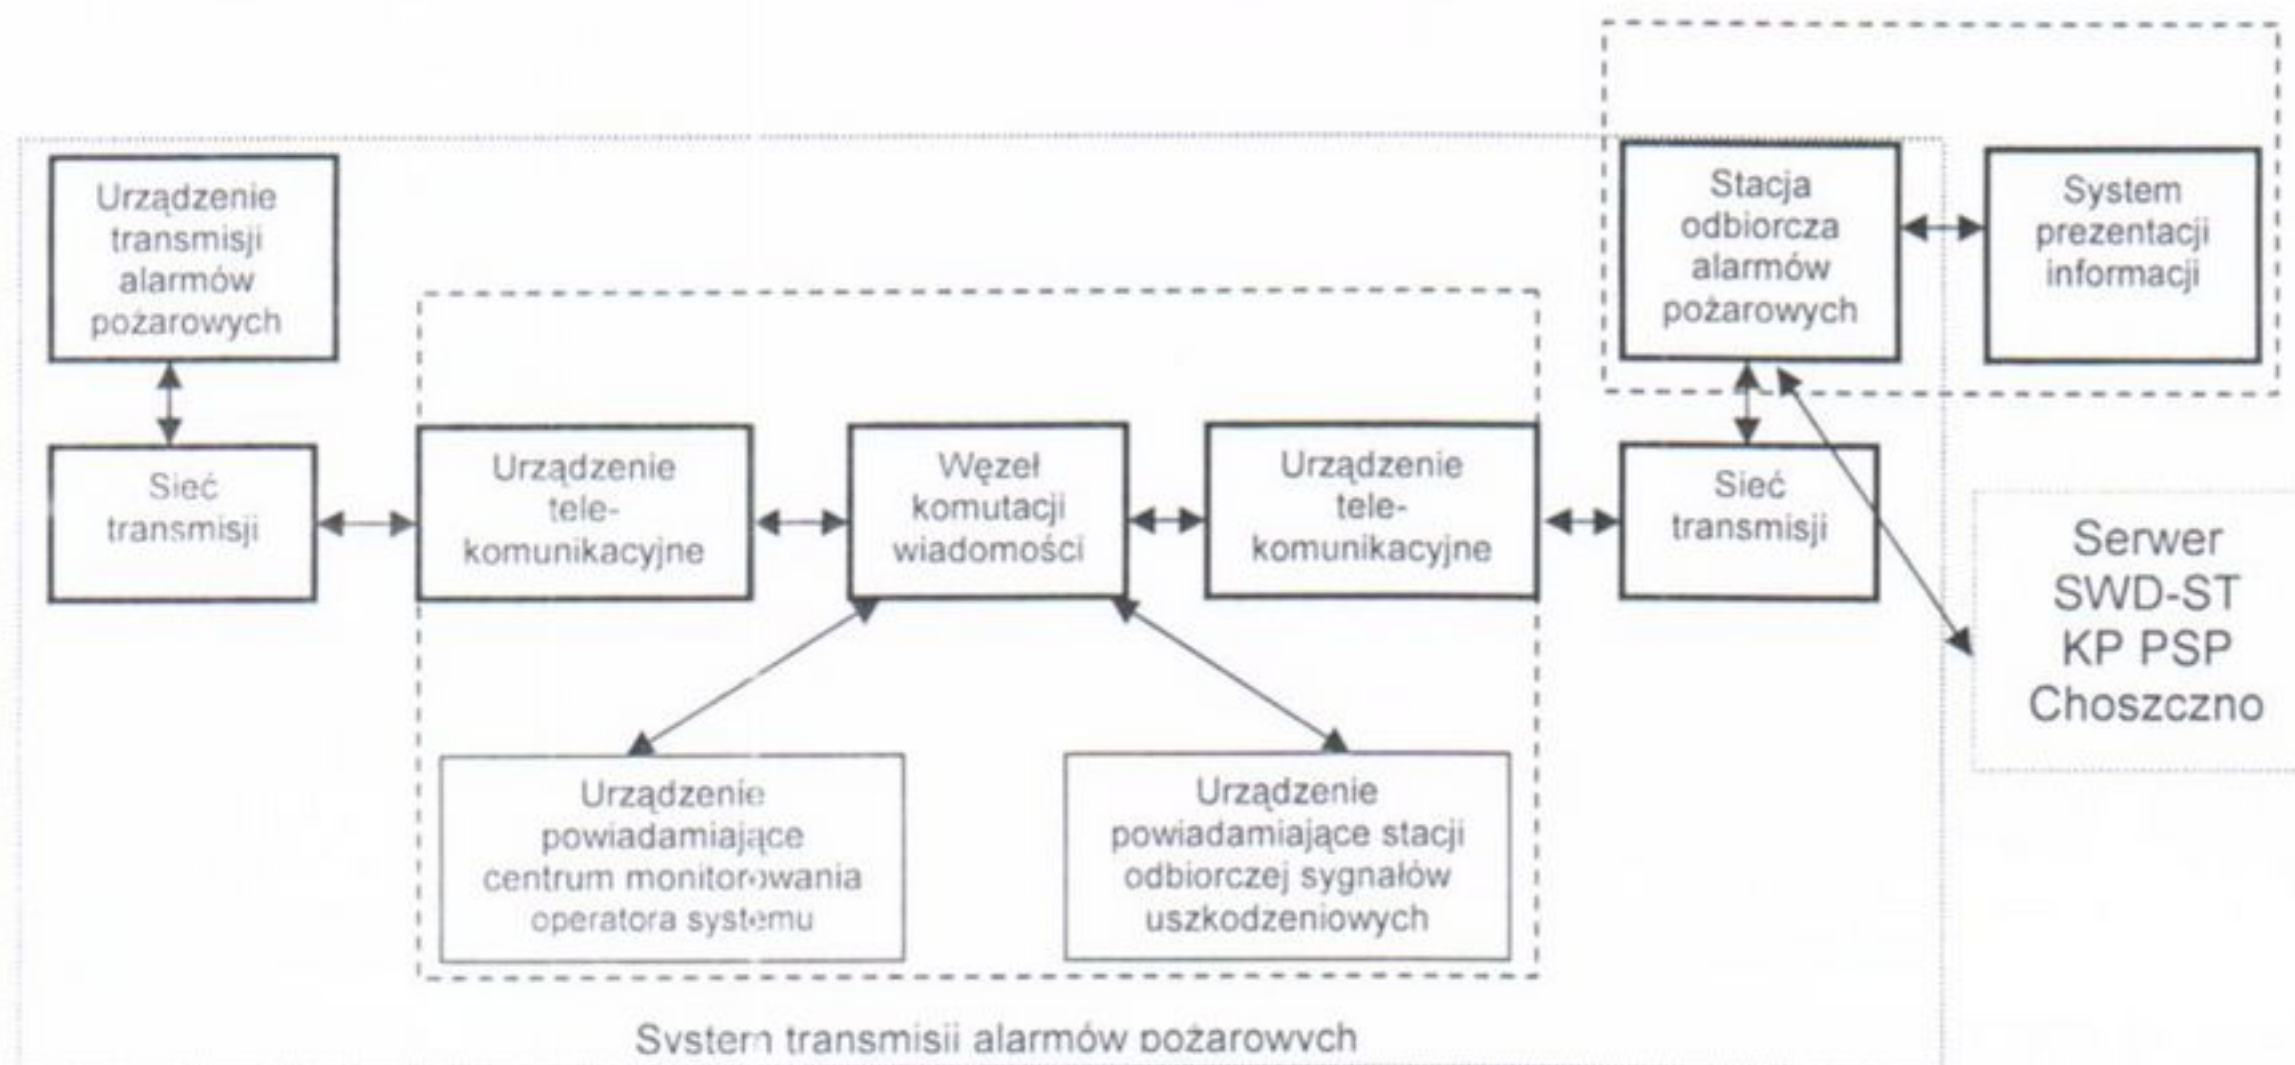 Urządzenie
transmisji
alarmów
pożarowych
Stacja
odbiorcza
alarmów
pożarowych
System
prezentacji
informacji
Sieć
transmisji
Urządzenie
tele-
komunikacyjne
Węzeł
komutacji
wiadomości
Urządzenie
tele-
komunikacyjne
Sieć
transmisji
Serwer
SWD-ST
KP PSP
Choszczno
Urządzenie
powiadamiające
centrum monitorowania
operatora systemu
Urządzenie
powiadamiające stacji
odbiorczej sygnałów
uszkodzeniowych
System transmisji alarmów pożarowych